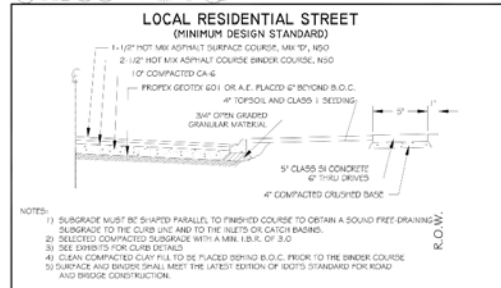 LOCAL RESIDENTIAL STREET
(MINIMUM DESIGN STANDARD)
1-1/2" HOT MIX ASPHALT SURFACE COURSE, MIX "D", N50
2-1/2" HOT MIX ASPHALT COURSE BINDER COURSE, N50
10" COMPACTED CA-6
PROPEX GEOTEX 601 OR A.E. PLACED 6" BEYOND B.O.C.
4" TOPSOIL AND CLASS 1 SEEDING
3/4" OPEN GRADED
GRANULAR MATERIAL
5'
1'
5" CLASS SI CONCRETE
6" THRU DRIVES
4" COMPACTED CRUSHED BASE
R.O.W.
NOTES:
1) SUBGRADE MUST BE SHAPED PARALLEL TO FINISHED COURSE TO OBTAIN A SOUND FREE-DRAINING
SUBGRADE TO THE CURB LINE AND TO THE INLETS OR CATCH BASINS.
2) SELECTED COMPACTED SUBGRADE WITH A MIN. I.B.R. OF 3.0
3) SEE EXHIBITS FOR CURB DETAILS
4) CLEAN COMPACTED CLAY FILL TO BE PLACED BEHIND B.O.C. PRIOR TO THE BINDER COURSE
5) SURFACE AND BINDER SHALL MEET THE LATEST EDITION OF IDOT'S STANDARD FOR ROAD
AND BRIDGE CONSTRUCTION.